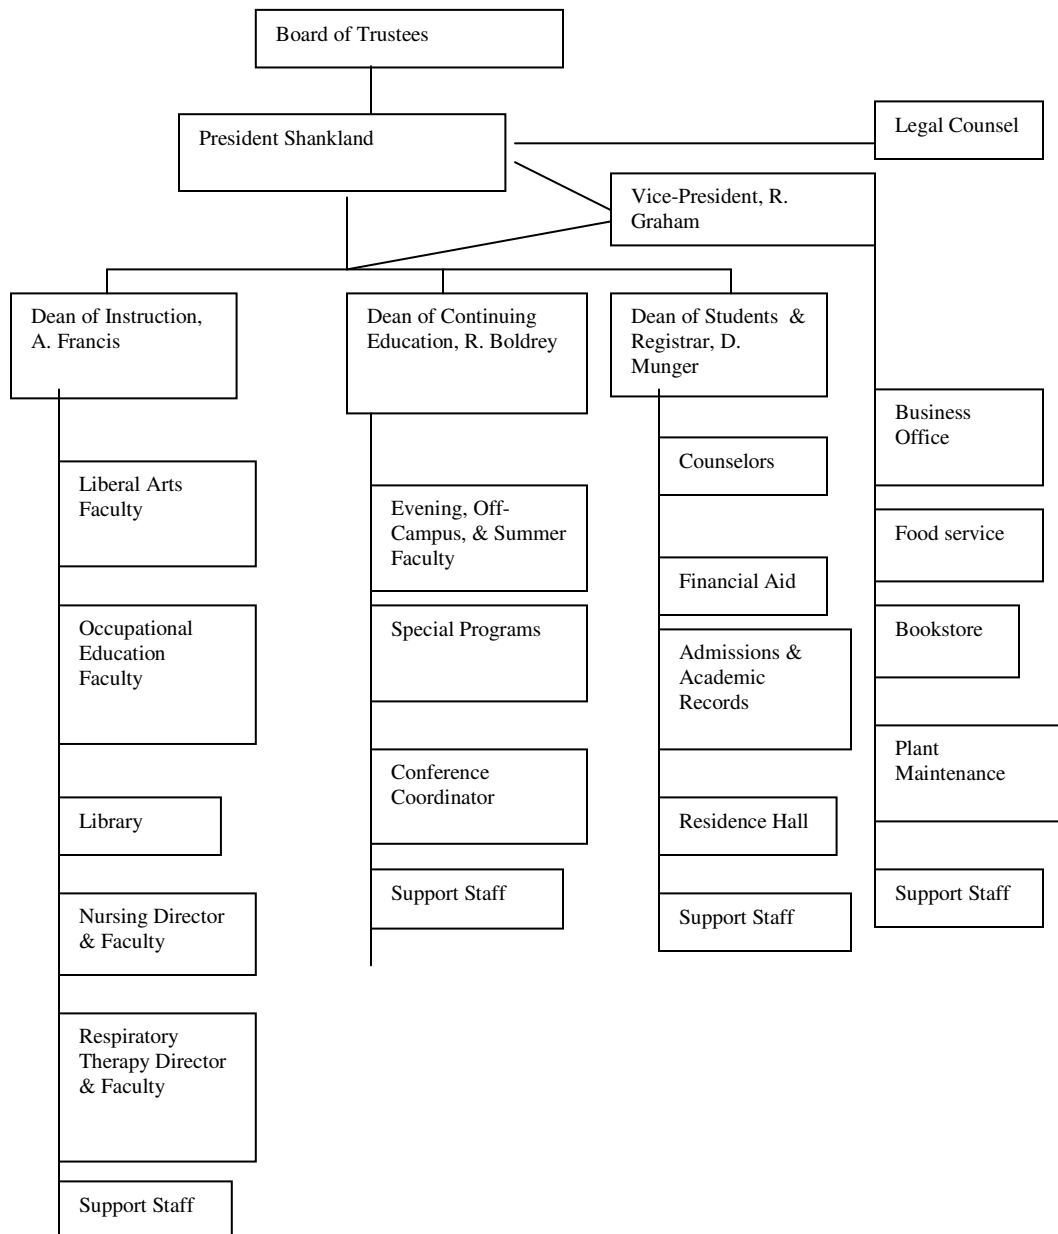 Board of Trustees
President Shankland
Legal Counsel
Vice-President, R.
Graham
Dean of Instruction,
A. Francis
Dean of Continuing
Education, R. Boldrey
Dean of Students  &
Registrar, D.
Munger
Liberal Arts
Faculty
Occupational
Education
Faculty
Library
Nursing Director
& Faculty
Respiratory
Therapy Director
& Faculty
Support Staff
Evening, Off-
Campus, & Summer
Faculty
Special Programs
Conference
Coordinator
Support Staff
Counselors
Financial Aid
Admissions &
Academic
Records
Residence Hall
Support Staff
Business
Office
Food service
Bookstore
Plant
Maintenance
Support Staff